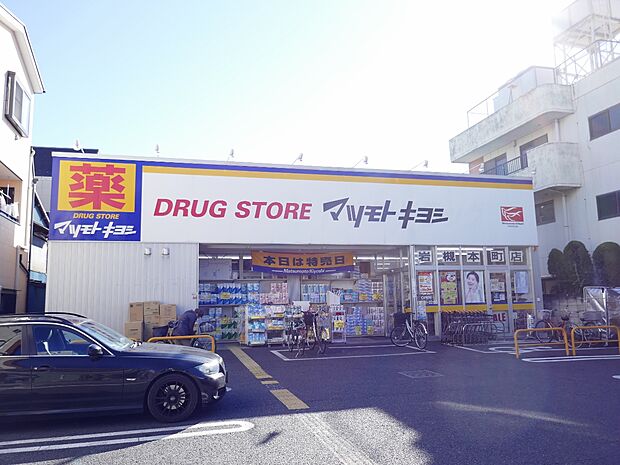 薬
DRUG STORE
マツモトキヨシ
DRUG STORE マツモトキヨシ
本日は特売日
Matsumoto Kiyoshi
岩槻本町店